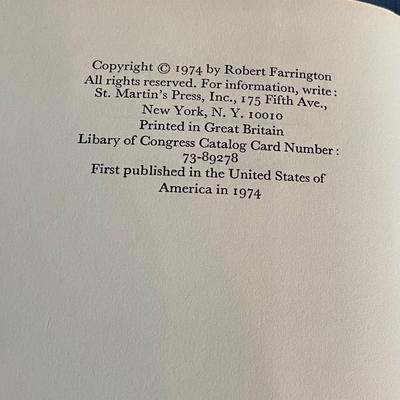 Copyright © 1974 by Robert Farrington
All rights reserved. For information, write:
St. Martin's Press, Inc., 175 Fifth Ave.,
New York, N. Y. 10010
Printed in Great Britain
Libary of Congress Catalog Card Number:
73-89278
First published in the United States of
America in 1974